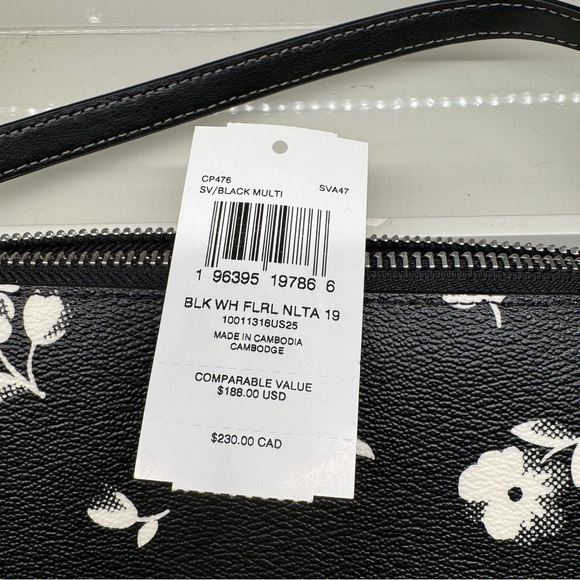 CP476
SV/BLACK MULTI SVA47
1 96395 19786 6
BLK WH FLRL NLTA 19
10011316US25
MADE IN CAMBODIA
CAMBODGE
COMPARABLE VALUE
$188.00 USD
$230.00 CAD